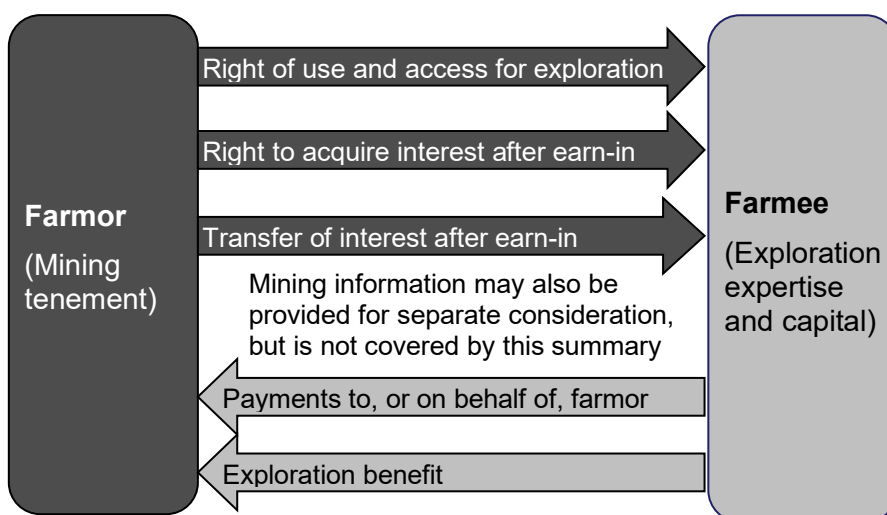 Right of use and access for exploration
Right to acquire interest after earn-in
Farmor
(Mining
tenement)
Transfer of interest after earn-in
Farmee
(Exploration
expertise
and capital)
Mining information may also be
provided for separate consideration,
but is not covered by this summary
Payments to, or on behalf of, farmor
Exploration benefit